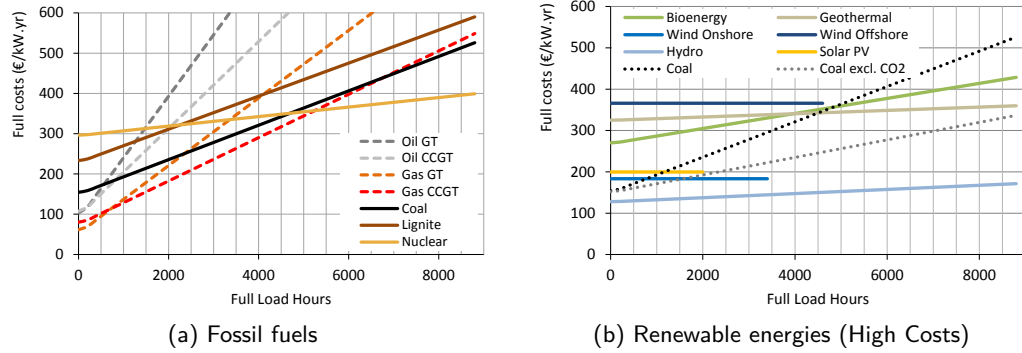 Full costs (€/kW.yr)
600
500
400
300
200
100
0
0 2000 4000 6000 8000
Full Load Hours
Oil GT
Oil CCGT
Gas GT
Gas CCGT
Coal
Lignite
Nuclear
(a) Fossil fuels
Full costs (€/kW.yr)
600
500
400
300
200
100
0
0 2000 4000 6000 8000
Full Load Hours
Bioenergy Geothermal
Wind Onshore Wind Offshore
Hydro Solar PV
Coal Coal excl. CO2
(b) Renewable energies (High Costs)